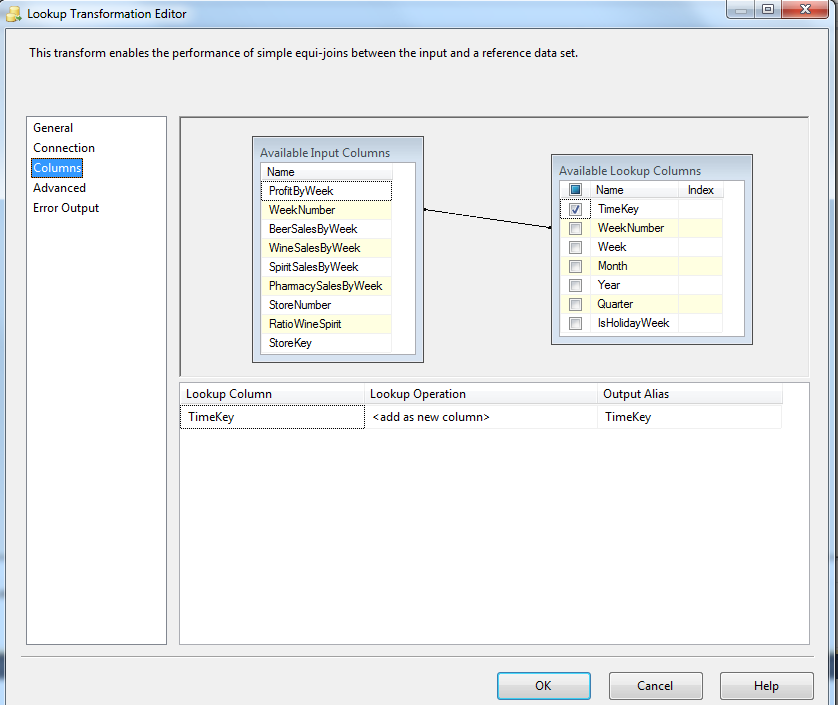 Lookup Transformation Editor
This transform enables the performance of simple equi-joins between the input and a reference data set.
General
Connection
Columns
Advanced
Error Output
Available Input Columns
Name
ProfitByWeek
WeekNumber
BeerSalesByWeek
WineSalesByWeek
SpiritSalesByWeek
PharmacySalesByWeek
StoreNumber
RatioWineSpirit
StoreKey
Available Lookup Columns
Name Index
TimeKey
WeekNumber
Week
Month
Year
Quarter
IsHolidayWeek
Lookup Column Lookup Operation Output Alias
TimeKey <add as new column> TimeKey
OK Cancel Help